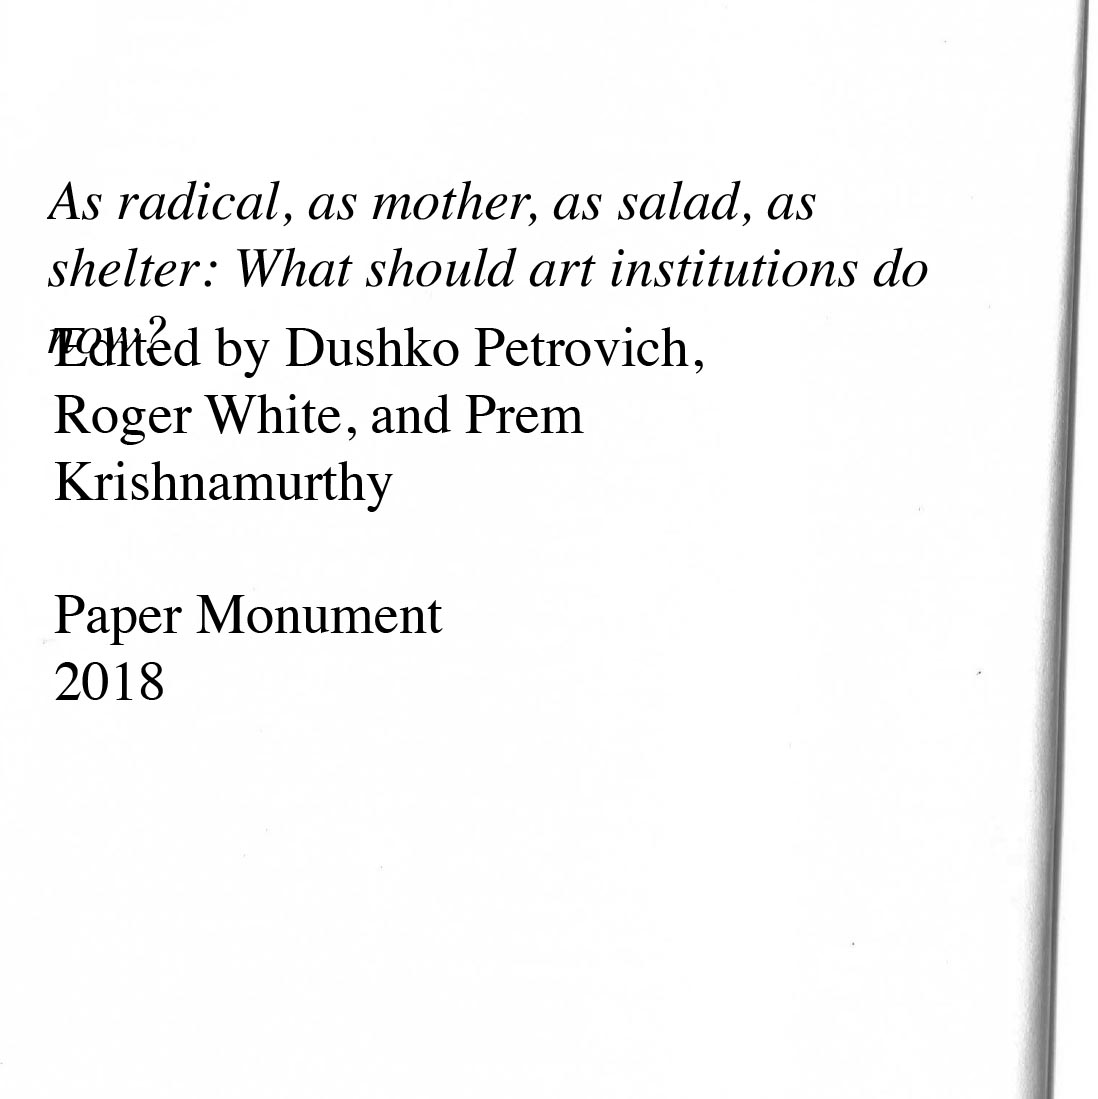 As radical, as mother, as salad, as
shelter: What should art institutions do
now?
Edited by Dushko Petrovich,
Roger White, and Prem
Krishnamurthy
Paper Monument
2018